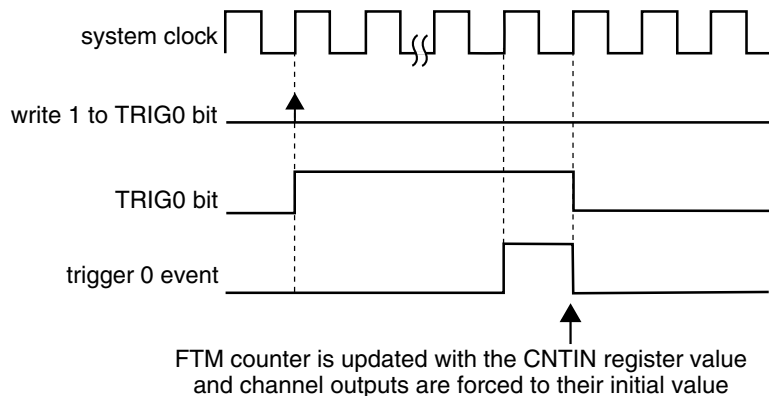 system clock
write 1 to TRIG0 bit
TRIG0 bit
trigger 0 event
FTM counter is updated with the CNTIN register value
and channel outputs are forced to their initial value